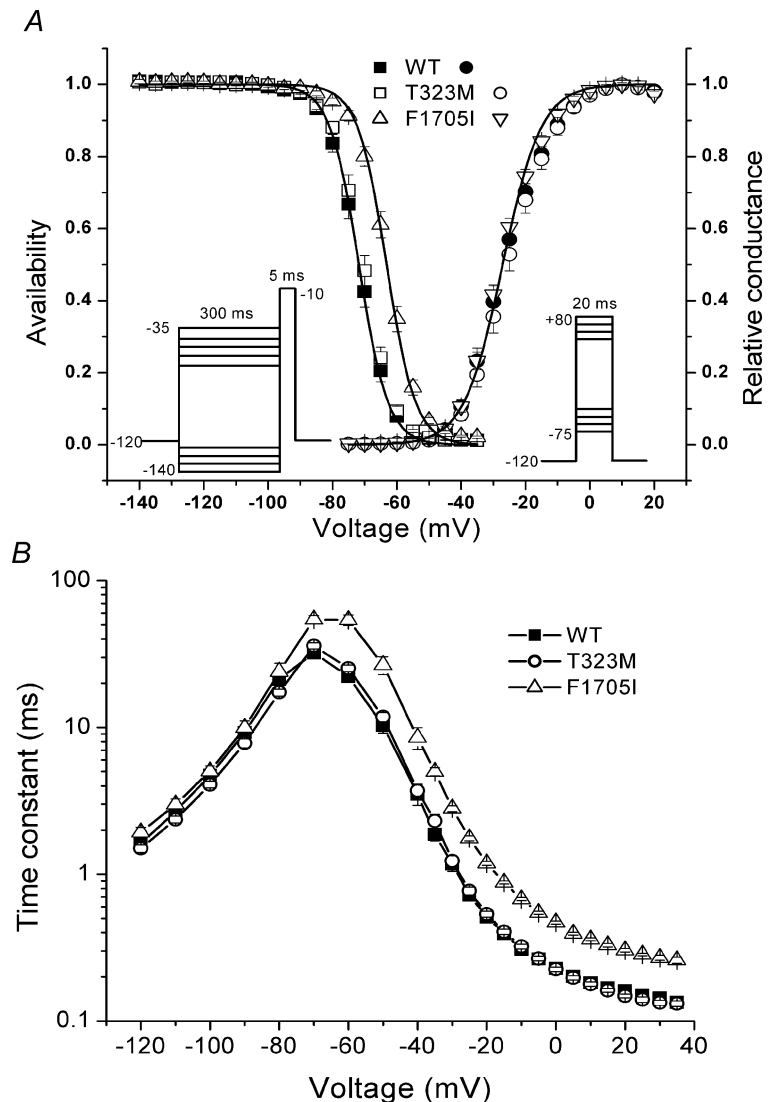 A
WT
T323M
F1705I
Availability
Relative conductance
1.0
0.8
0.6
0.4
0.2
0.0
1.0
0.8
0.6
0.4
0.2
0.0
5 ms
-10
300 ms
-35
-120
-140
20 ms
+80
-75
-120
-140 -120 -100 -80 -60 -40 -20 0 20
Voltage (mV)
B
Time constant (ms)
100
10
1
0.1
WT
T323M
F1705I
-120 -100 -80 -60 -40 -20 0 20 40
Voltage (mV)